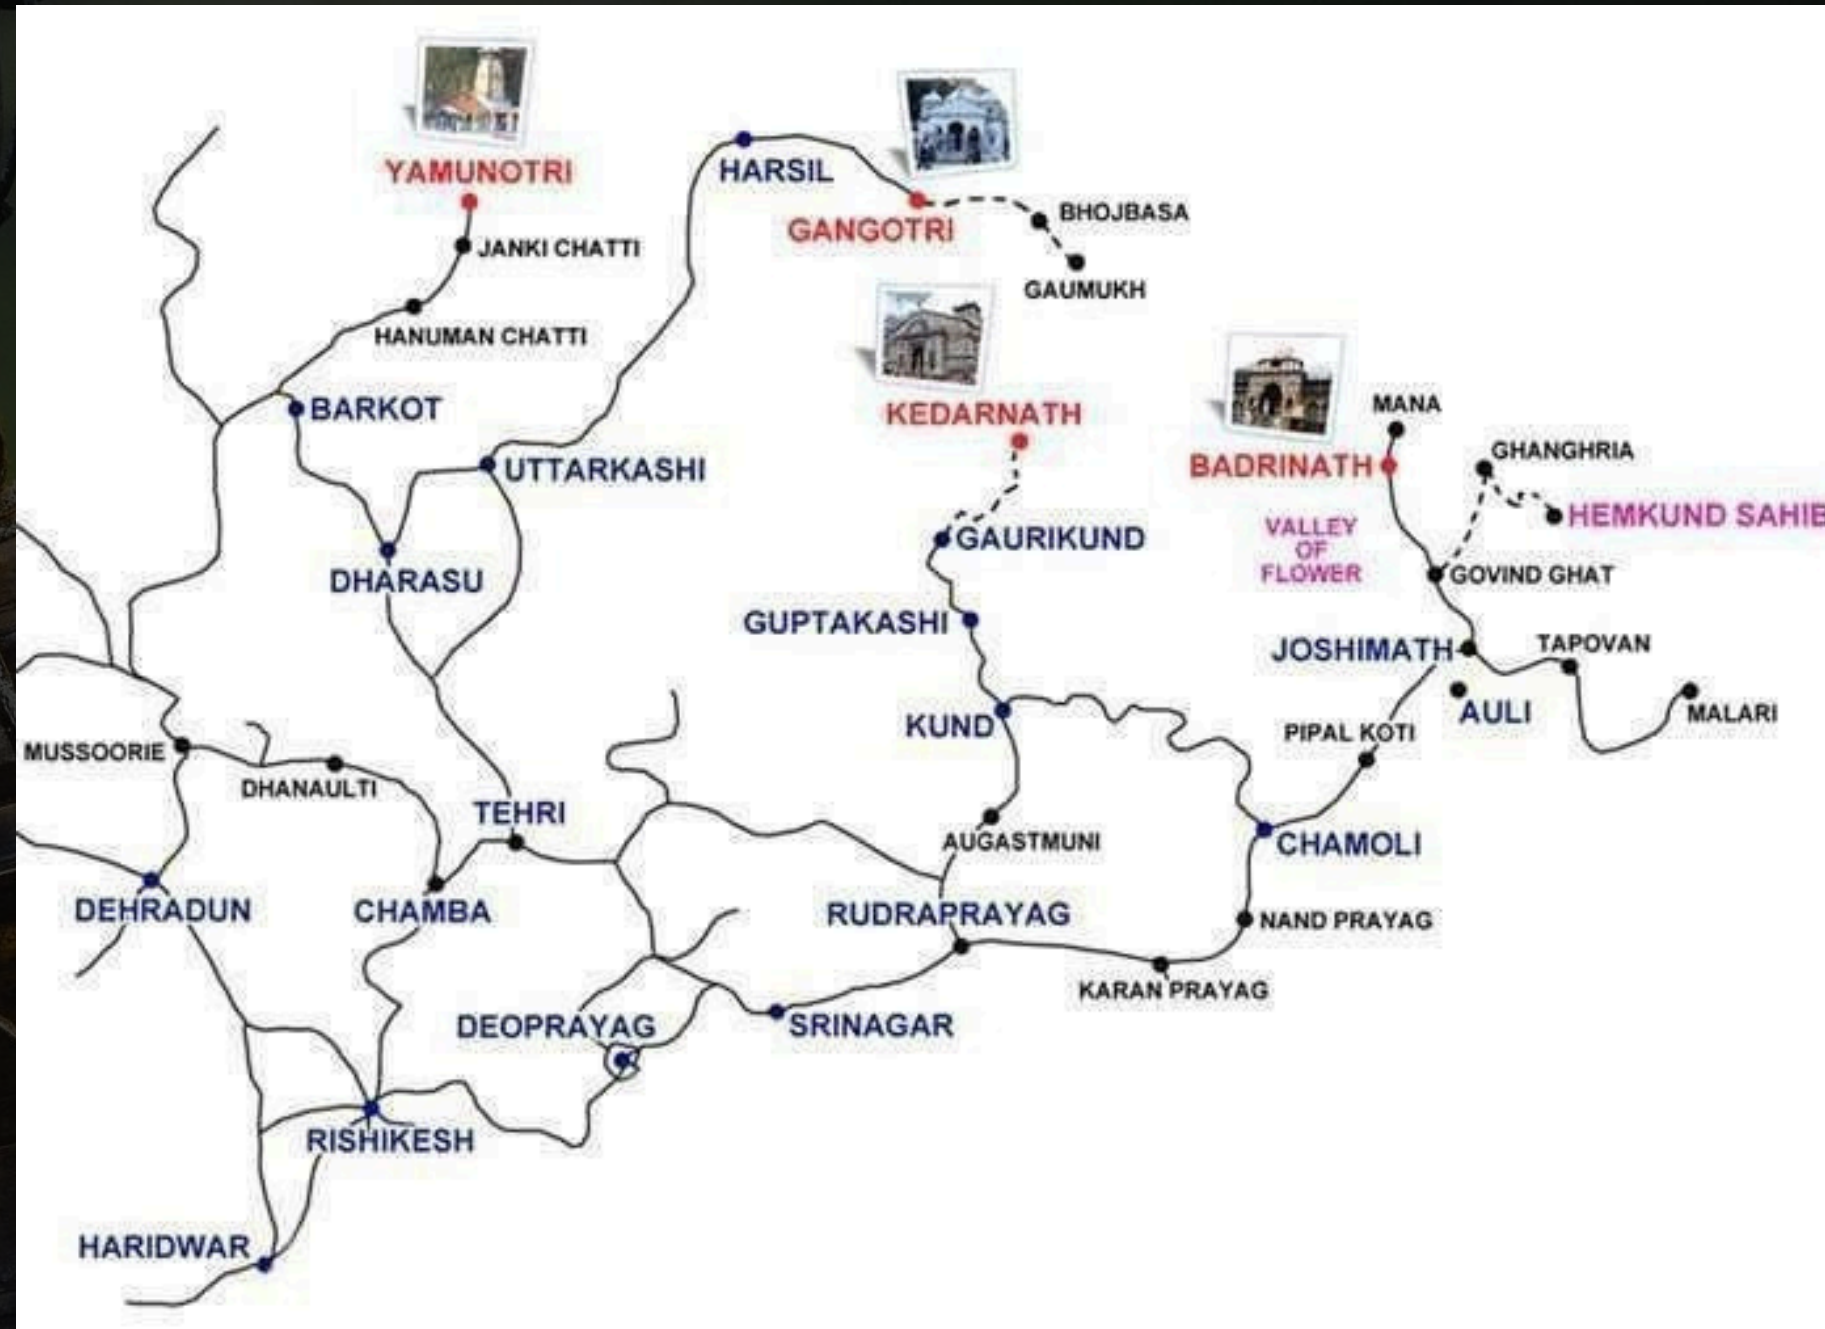 YAMUNOTRI
HARSIL
BHOJBASA
GANGOTRI
JANKI CHATTI
GAUMUKH
HANUMAN CHATTI
BARKOT
KEDARNATH
MANA
GHANGHRIA
UTTARKASHI
BADRINATH
HEMKUND SAHIB
VALLEY
OF
FLOWER
GAURIKUND
DHARASU
GOVIND GHAT
GUPTAKASHI
JOSHIMATH
TAPOVAN
KUND
AULI
MALARI
PIPAL KOTI
MUSSOORIE
DHANAULTI
TEHRI
AUGASTMUNI
CHAMOLI
DEHRADUN
CHAMBA
RUDRAPRAYAG
NAND PRAYAG
KARAN PRAYAG
DEOPRAYAG
SRINAGAR
RISHIKESH
HARIDWAR